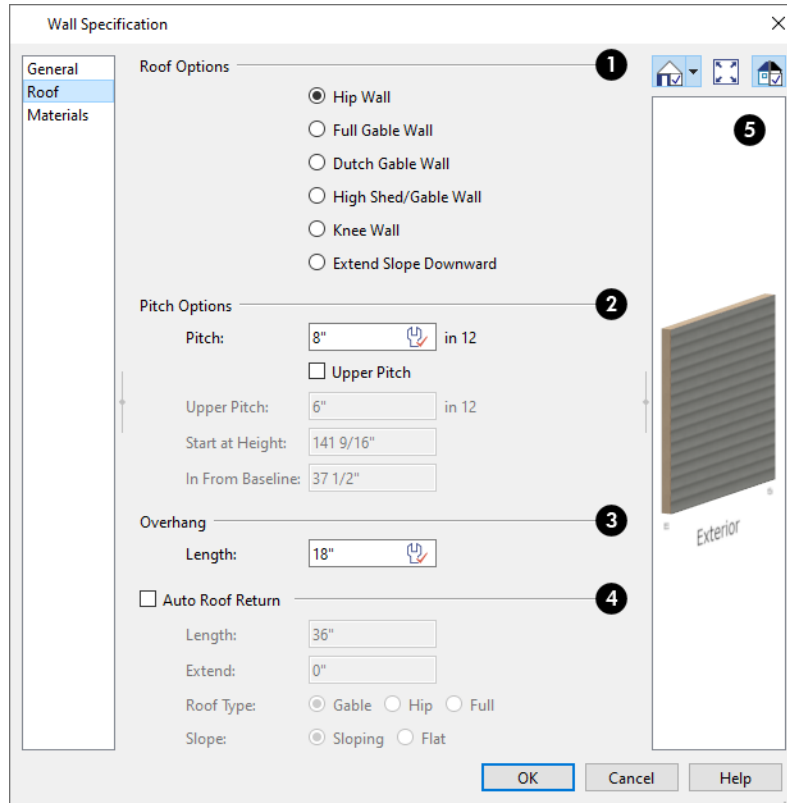 Wall Specification
General
Roof
Materials
Roof Options 1
Hip Wall
Full Gable Wall
Dutch Gable Wall
High Shed/Gable Wall
Knee Wall
Extend Slope Downward
Pitch Options 2
Pitch: 8" in 12
Upper Pitch
Upper Pitch: 6" in 12
Start at Height: 141 9/16"
In From Baseline: 37 1/2"
Overhang 3
Length: 18"
Auto Roof Return 4
Length: 36"
Extend: 0"
Roof Type: Gable Hip Full
Slope: Sloping Flat
5
Exterior
OK Cancel Help